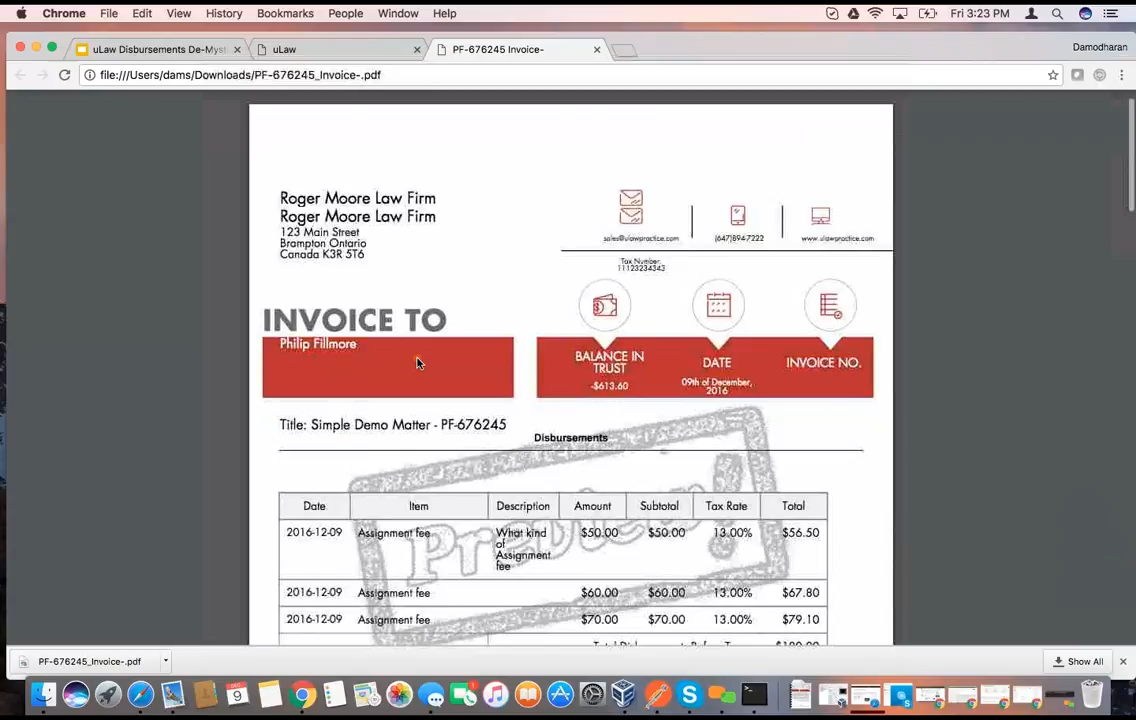 Chrome File Edit View History Bookmarks People Window Help Fri 3:23 PM
uLaw Disbursements De-Myst
uLaw
PF-676245 Invoice-
Damodharan
file:///Users/dams/Downloads/PF-676245_Invoice-.pdf
Roger Moore Law Firm
Roger Moore Law Firm
123 Main Street
Brampton Ontario
Canada K3R 5T6
sales@ulawpractice.com
(647)894-7222
www.ulawpractice.com
Tax Number:
11123234343
INVOICE TO
Philip Fillmore
BALANCE IN
TRUST
-$613.60
DATE
09th of December,
2016
INVOICE NO.
Title: Simple Demo Matter - PF-676245
Disbursements
Preview!
Date Item Description Amount Subtotal Tax Rate Total
2016-12-09 Assignment fee What kind $50.00 $50.00 13.00% $56.50
of
Assignment
fee
2016-12-09 Assignment fee $60.00 $60.00 13.00% $67.80
2016-12-09 Assignment fee $70.00 $70.00 13.00% $79.10
PF-676245_Invoice-.pdf
Show All
DEC
9